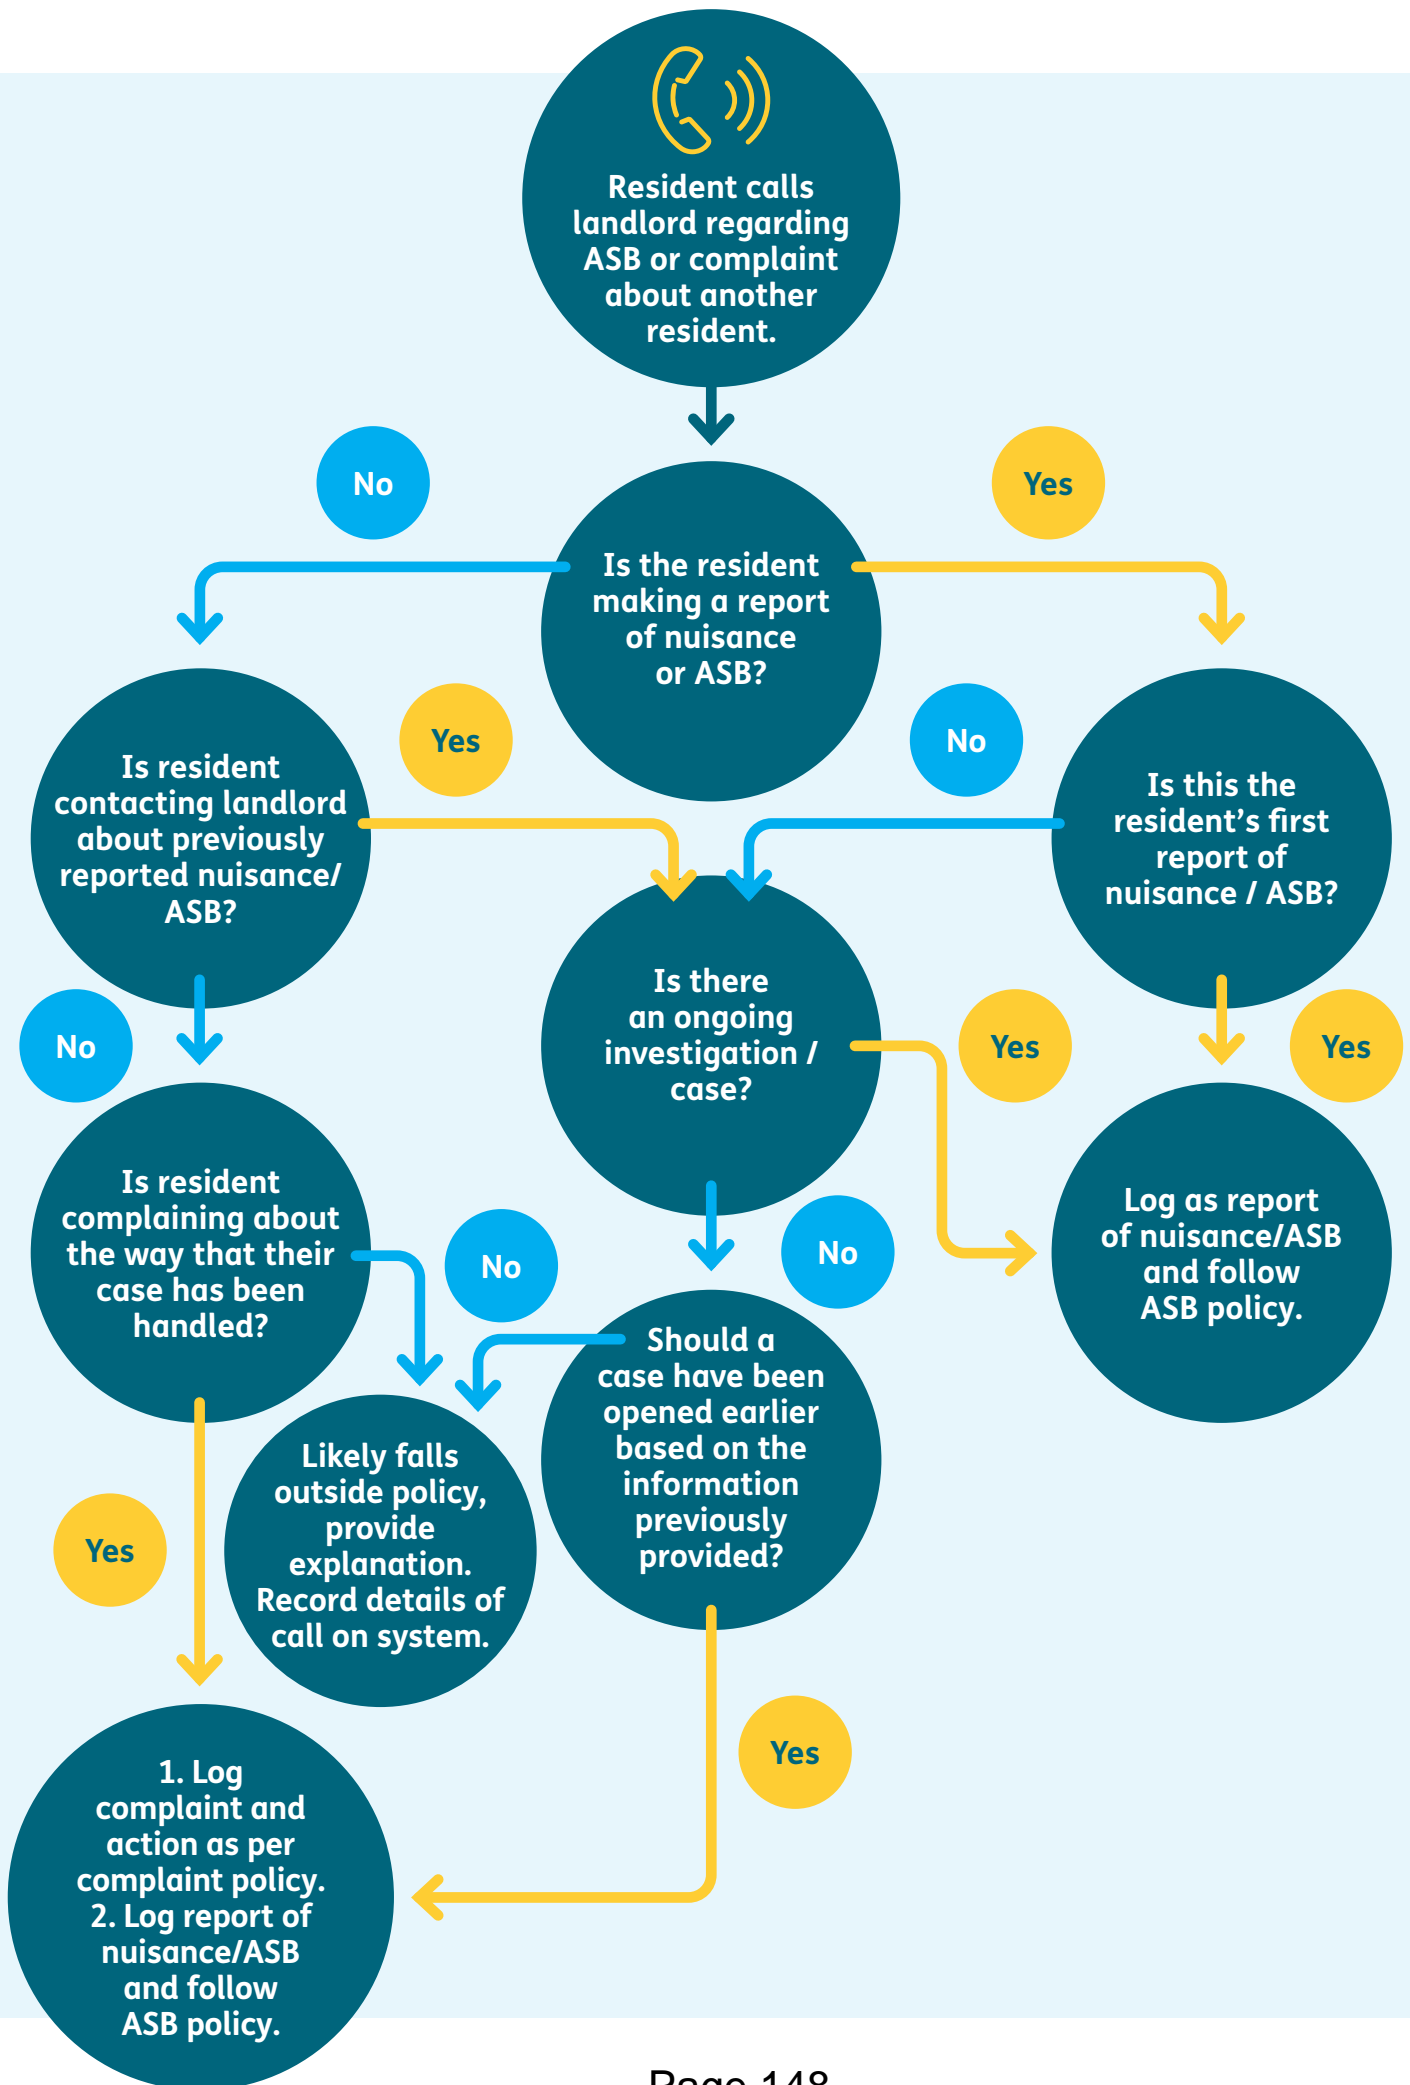 Resident calls
landlord regarding
ASB or complaint
about another
resident.
No
Yes
Is the resident
making a report
of nuisance
or ASB?
Is resident
contacting landlord
about previously
reported nuisance/
ASB?
Yes
No
Is this the
resident’s first
report of
nuisance / ASB?
No
Is there
an ongoing
investigation /
case?
Yes
Yes
Is resident
complaining about
the way that their
case has been
handled?
No
No
Log as report
of nuisance/ASB
and follow
ASB policy.
Should a
case have been
opened earlier
based on the
information
previously
provided?
Likely falls
outside policy,
provide
explanation.
Record details of
call on system.
Yes
Yes
1. Log
complaint and
action as per
complaint policy.
2. Log report of
nuisance/ASB
and follow
ASB policy.
Page 148